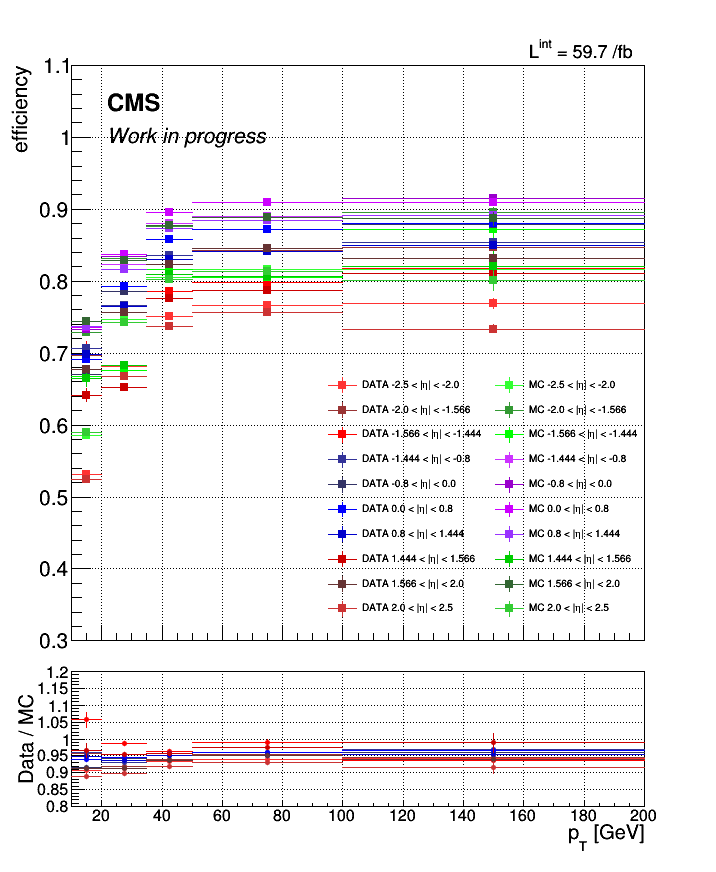 L^int = 59.7 /fb
efficiency
CMS
Work in progress
1.1
1
0.9
0.8
0.7
0.6
0.5
0.4
0.3
DATA -2.5 < |η| < -2.0
DATA -2.0 < |η| < -1.566
DATA -1.566 < |η| < -1.444
DATA -1.444 < |η| < -0.8
DATA -0.8 < |η| < 0.0
DATA 0.0 < |η| < 0.8
DATA 0.8 < |η| < 1.444
DATA 1.444 < |η| < 1.566
DATA 1.566 < |η| < 2.0
DATA 2.0 < |η| < 2.5
MC -2.5 < |η| < -2.0
MC -2.0 < |η| < -1.566
MC -1.566 < |η| < -1.444
MC -1.444 < |η| < -0.8
MC -0.8 < |η| < 0.0
MC 0.0 < |η| < 0.8
MC 0.8 < |η| < 1.444
MC 1.444 < |η| < 1.566
MC 1.566 < |η| < 2.0
MC 2.0 < |η| < 2.5
Data / MC
1.2
1.15
1.1
1.05
1
0.95
0.9
0.85
0.8
20 40 60 80 100 120 140 160 180 200
p_T [GeV]